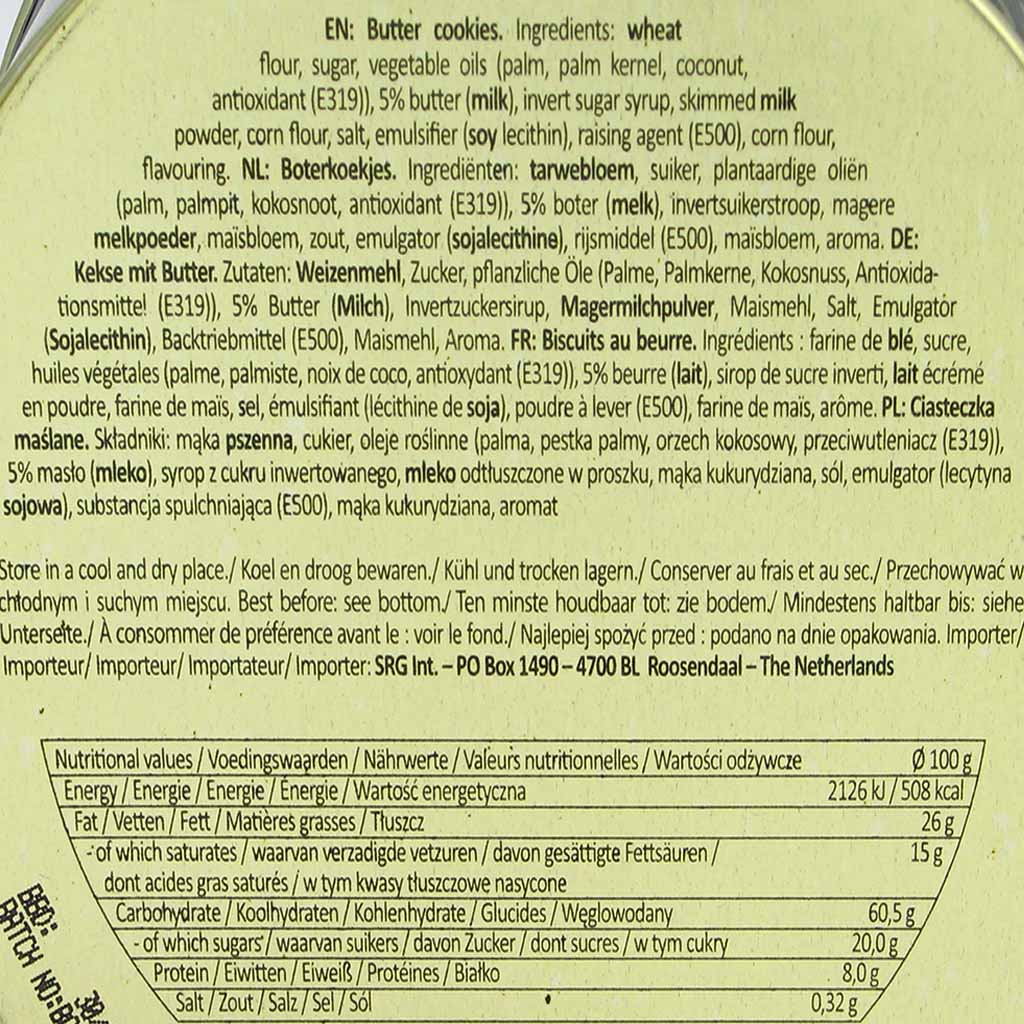 EN: Butter cookies. Ingredients: wheat
flour, sugar, vegetable oils (palm, palm kernel, coconut,
antioxidant (E319)), 5% butter (milk), invert sugar syrup, skimmed milk
powder, corn flour, salt, emulsifier (soy lecithin), raising agent (E500), corn flour,
flavouring. NL: Boterkoekjes. Ingrediënten: tarwebloem, suiker, plantaardige oliën
(palm, palmpit, kokosnoot, antioxidant (E319)), 5% boter (melk), invertsuikerstroop, magere
melkpoeder, maïsbloem, zout, emulgator (sojalecithine), rijsmiddel (E500), maïsbloem, aroma. DE:
Kekse mit Butter. Zutaten: Weizenmehl, Zucker, pflanzliche Öle (Palme, Palmkerne, Kokosnuss, Antioxida-
tionsmittel (E319)), 5% Butter (Milch), Invertzuckersirup, Magermilchpulver, Maismehl, Salt, Emulgator
(Sojalecithin), Backtriebmittel (E500), Maismehl, Aroma. FR: Biscuits au beurre. Ingrédients : farine de blé, sucre,
huiles végétales (palme, palmiste, noix de coco, antioxydant (E319)), 5% beurre (lait), sirop de sucre inverti, lait écrémé
en poudre, farine de maïs, sel, émulsifiant (lécithine de soja), poudre à lever (E500), farine de maïs, arôme. PL: Ciasteczka
maślane. Składniki: mąka pszenna, cukier, oleje roślinne (palma, pestka palmy, orzech kokosowy, przeciwutleniacz (E319)),
5% masło (mleko), syrop z cukru inwertowanego, mleko odtłuszczone w proszku, mąka kukurydziana, sól, emulgator (lecytyna
sojowa), substancja spulchniająca (E500), mąka kukurydziana, aromat
Store in a cool and dry place./ Koel en droog bewaren./ Kühl und trocken lagern./ Conserver au frais et au sec./ Przechowywać w
chłodnym i suchym miejscu. Best before: see bottom./ Ten minste houdbaar tot: zie bodem./ Mindestens haltbar bis: siehe
Unterseite./ À consommer de préférence avant le : voir le fond./ Najlepiej spożyć przed : podano na dnie opakowania. Importer/
Importeur/ Importeur/ Importateur/ Importer: SRG Int. – PO Box 1490 – 4700 BL Roosendaal – The Netherlands
Nutritional values / Voedingswaarden / Nährwerte / Valeurs nutritionnelles / Wartości odżywcze Ø 100 g
Energy / Energie / Energie / Énergie / Wartość energetyczna 2126 kJ / 508 kcal
Fat / Vetten / Fett / Matières grasses / Tłuszcz 26 g
- of which saturates / waarvan verzadigde vetzuren / davon gesättigte Fettsäuren / 15 g
dont acides gras saturés / w tym kwasy tłuszczowe nasycone
Carbohydrate / Koolhydraten / Kohlenhydrate / Glucides / Węglowodany 60,5 g
- of which sugars / waarvan suikers / davon Zucker / dont sucres / w tym cukry 20,0 g
Protein / Eiwitten / Eiweiß / Protéines / Białko 8,0 g
Salt / Zout / Salz / Sel / Sól 0,32 g
BBD: 30
BATCH NO: